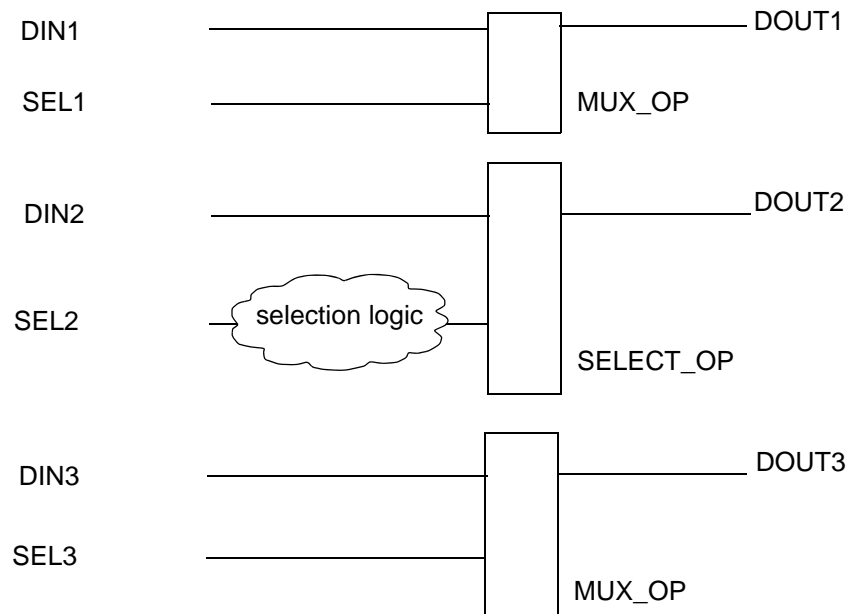 DIN1
DOUT1
SEL1
MUX_OP
DIN2
DOUT2
SEL2
selection logic
SELECT_OP
DIN3
DOUT3
SEL3
MUX_OP